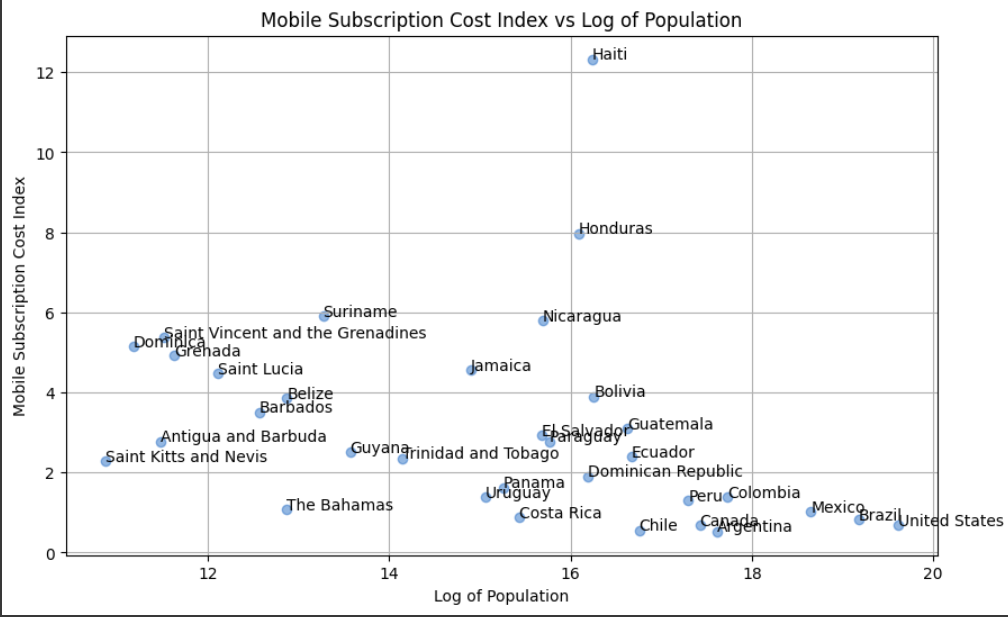 Mobile Subscription Cost Index vs Log of Population
Haiti
12
10
Honduras
8
Suriname
6
Nicaragua
Saint Vincent and the Grenadines
Dominica
Grenada
Jamaica
Saint Lucia
4
Bolivia
Belize
Barbados
Guatemala
El Salvador
Antigua and Barbuda
Paraguay
Guyana
Trinidad and Tobago
Ecuador
Saint Kitts and Nevis
2
Dominican Republic
Panama
Uruguay
Colombia
Peru
The Bahamas
Mexico
Costa Rica
Brazil
Chile
Canada
United States
Argentina
0
12
14
16
18
20
Mobile Subscription Cost Index
Log of Population